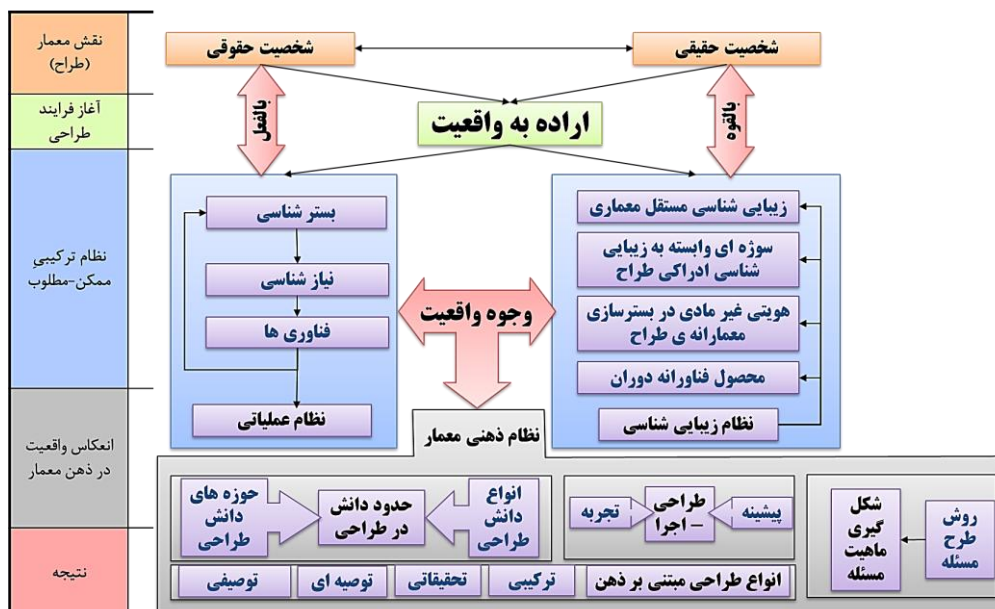 نقش معمار
(طراح)
شخصیت حقیقی
شخصیت حقوقی
بالقوه
بالفعل
آغاز فرایند
طراحی
اراده به واقعیت
نظام ترکیبیِ
ممکن-مطلوب
زیبایی شناسی مستقل معماری
سوژه ای وابسته به زیبایی
شناسی ادراکی طراح
هویتی غیر مادی در بسترسازی
معمارانه ی طراح
محصول فناورانه دوران
نظام زیبایی شناسی
وجوه واقعیت
بستر شناسی
نیاز شناسی
فناوری ها
نظام عملیاتی
انعکاس واقعیت
در ذهن معمار
نظام ذهنی معمار
روش
طرح
مسئله
شکل
گیری
ماهیت
مسئله
پیشینه
طراحی
– اجرا
تجربه
انواع
دانش
طراحی
حدود دانش
در طراحی
حوزه های
دانش
طراحی
نتیجه
انواع طراحی مبتنی بر ذهن
ترکیبی
تحقیقاتی
توصیه ای
توصیفی